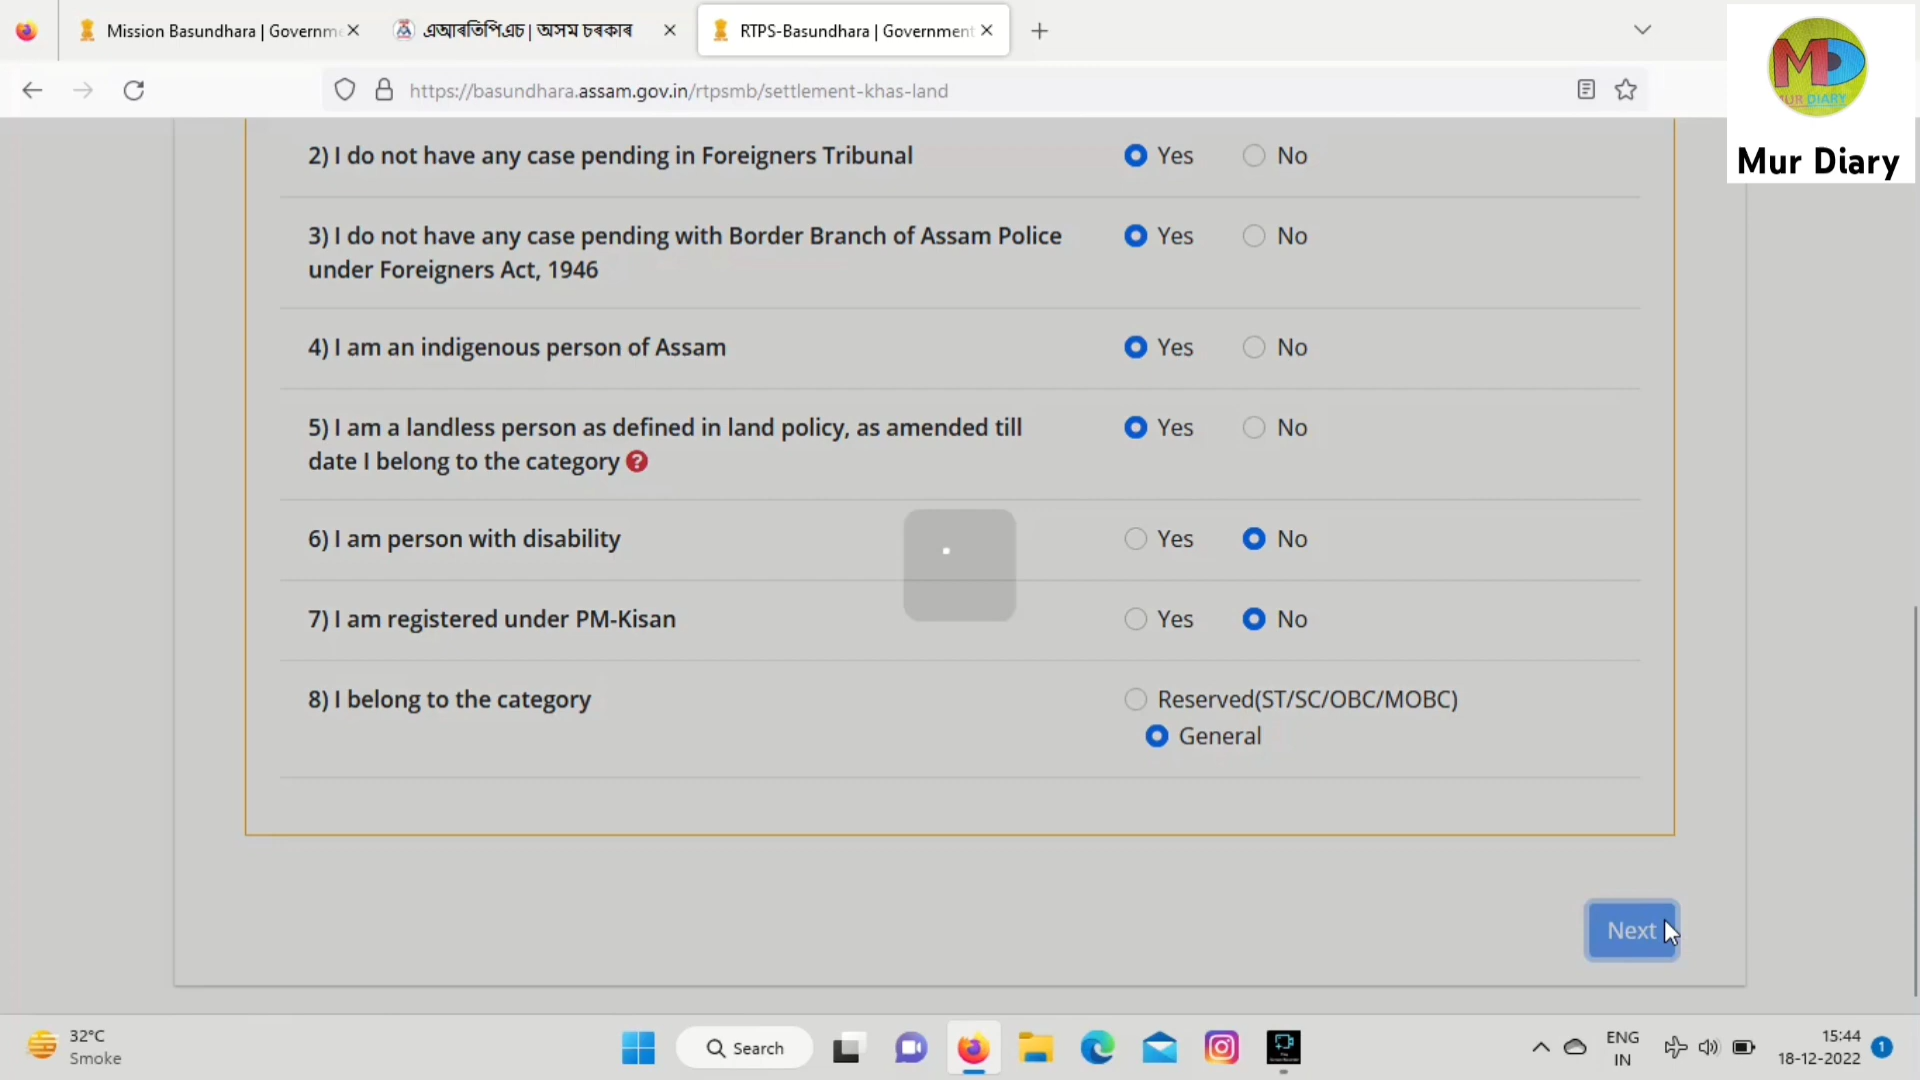 Mission Basundhara | Governm
এআৰতিপিএচ | অসম চৰকাৰ
RTPS-Basundhara | Government
https://basundhara.assam.gov.in/rtpsmb/settlement-khas-land
MD
MUR DIARY
Mur Diary
2) I do not have any case pending in Foreigners Tribunal
Yes No
3) I do not have any case pending with Border Branch of Assam Police
under Foreigners Act, 1946
Yes No
4) I am an indigenous person of Assam
Yes No
5) I am a landless person as defined in land policy, as amended till
date I belong to the category ?
Yes No
6) I am person with disability
Yes No
7) I am registered under PM-Kisan
Yes No
8) I belong to the category
Reserved(ST/SC/OBC/MOBC)
General
Next
32°C
Smoke
Search
ENG
IN
15:44
18-12-2022
1